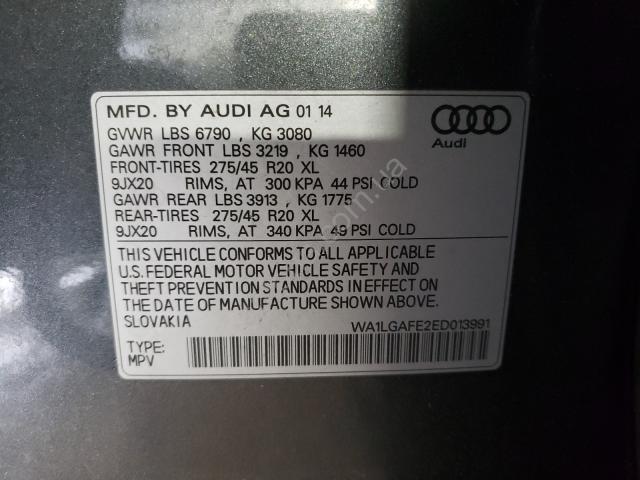 MFD. BY AUDI AG 01 14
GVWR LBS 6790 , KG 3080
GAWR FRONT LBS 3219 , KG 1460
FRONT-TIRES 275/45 R20 XL
9JX20 RIMS, AT 300 KPA 44 PSI COLD
GAWR REAR LBS 3913 , KG 1775
REAR-TIRES 275/45 R20 XL
9JX20 RIMS, AT 340 KPA 49 PSI COLD
Audi
THIS VEHICLE CONFORMS TO ALL APPLICABLE
U.S. FEDERAL MOTOR VEHICLE SAFETY AND
THEFT PREVENTION STANDARDS IN EFFECT ON
THE DATE OF MANUFACTURE SHOWN ABOVE.
SLOVAKIA WA1LGAFE2ED013991
TYPE:
MPV